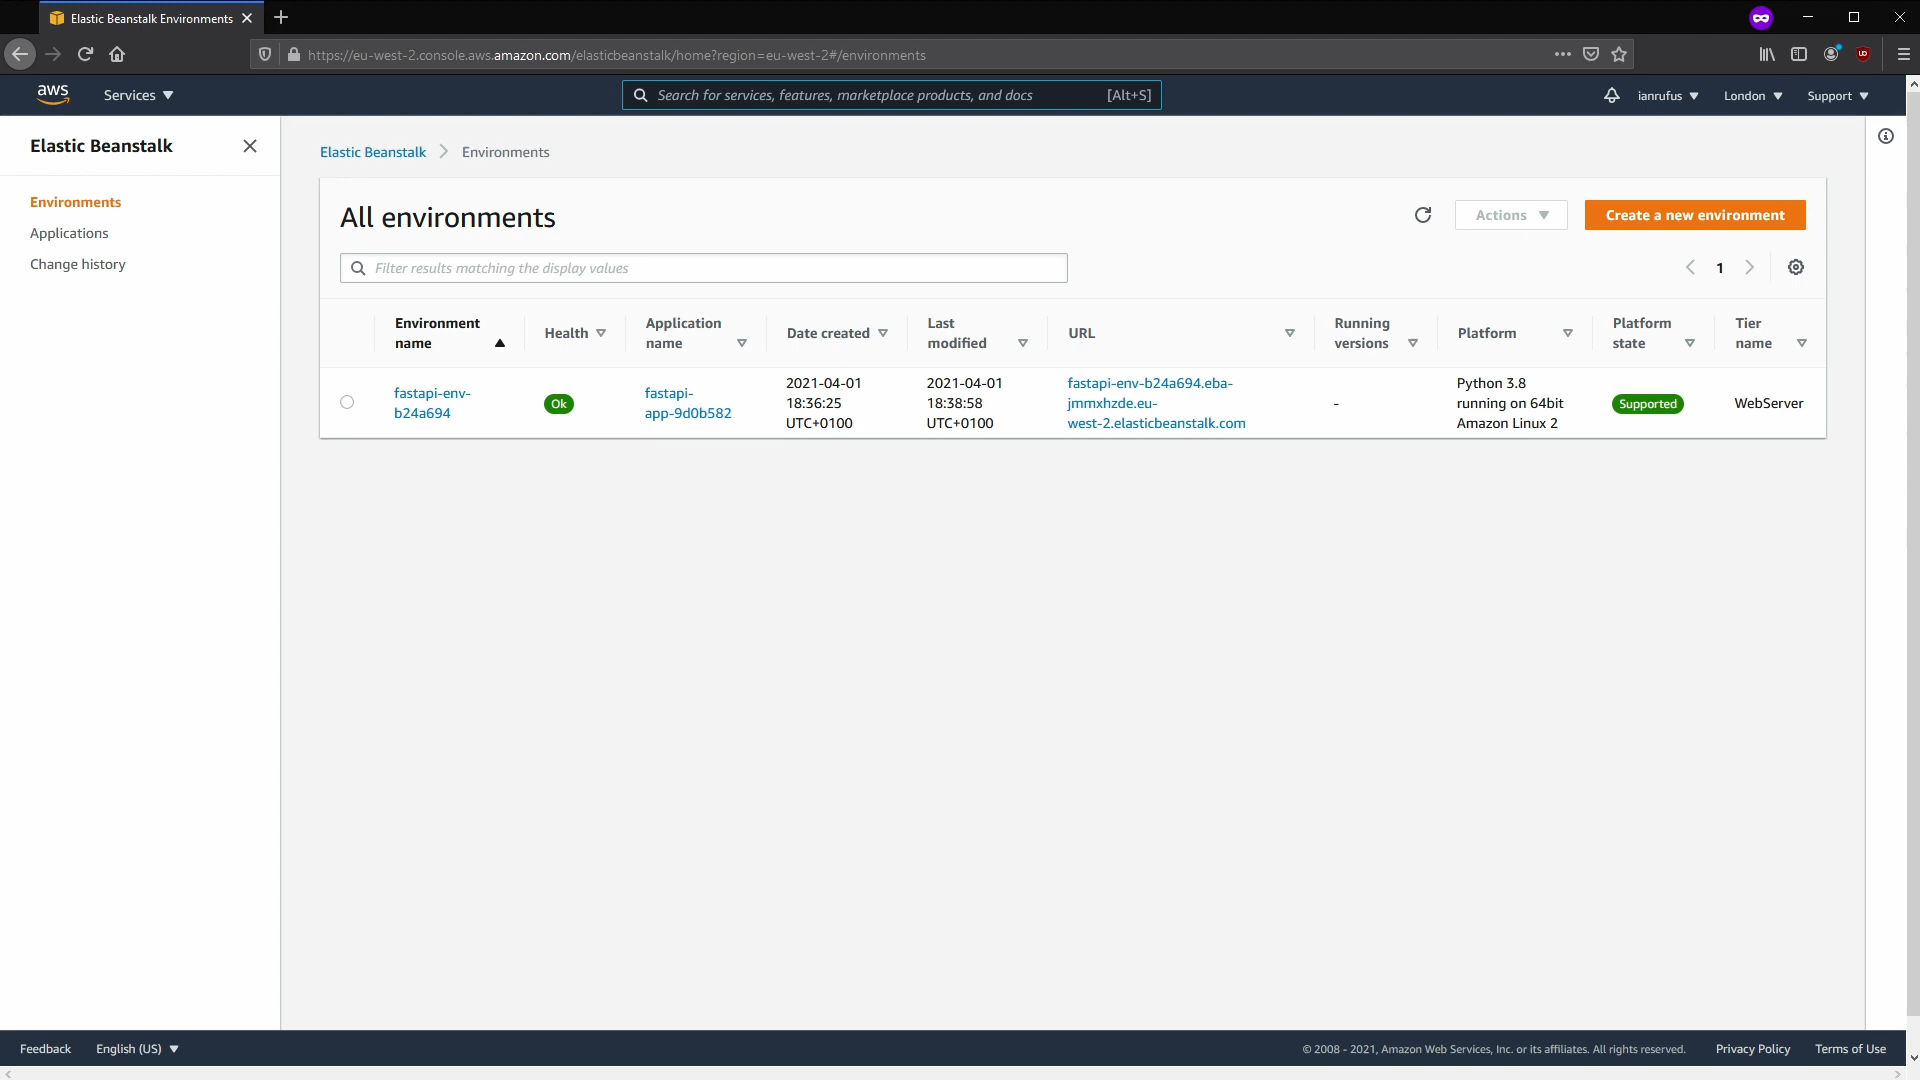 Elastic Beanstalk Environments
https://eu-west-2.console.aws.amazon.com/elasticbeanstalk/home?region=eu-west-2#/environments
aws
Services
Search for services, features, marketplace products, and docs [Alt+S]
ianrufus
London
Support
Elastic Beanstalk
Environments
Applications
Change history
Elastic Beanstalk
Environments
All environments
Actions
Create a new environment
Filter results matching the display values
1
Environment
name
Health
Application
name
Date created
Last
modified
URL
Running
versions
Platform
Platform
state
Tier
name
fastapi-env-
b24a694
Ok
fastapi-
app-9d0b582
2021-04-01
18:36:25
UTC+0100
2021-04-01
18:38:58
UTC+0100
fastapi-env-b24a694.eba-
jmmxhzde.eu-
west-2.elasticbeanstalk.com
-
Python 3.8
running on 64bit
Amazon Linux 2
Supported
WebServer
Feedback
English (US)
© 2008 - 2021, Amazon Web Services, Inc. or its affiliates. All rights reserved.
Privacy Policy
Terms of Use